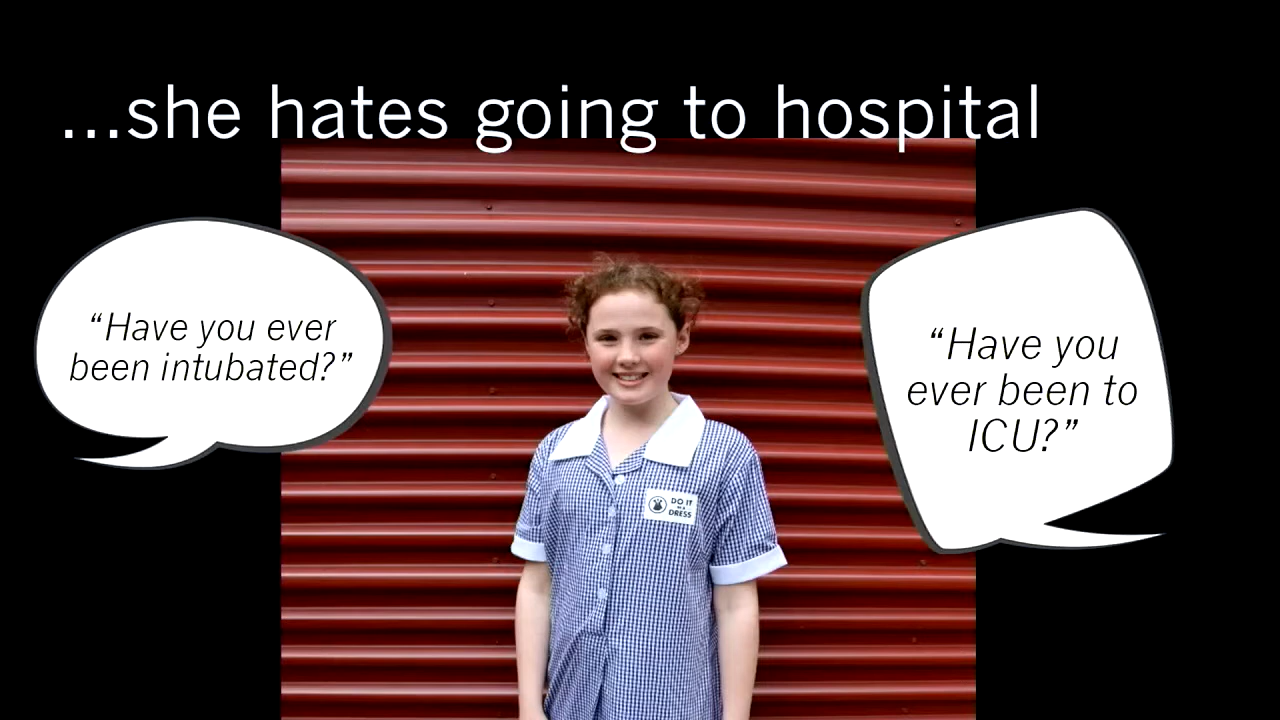 ...she hates going to hospital
“Have you ever
been intubated?”
“Have you
ever been to
ICU?”
DO IT
IN A
DRESS